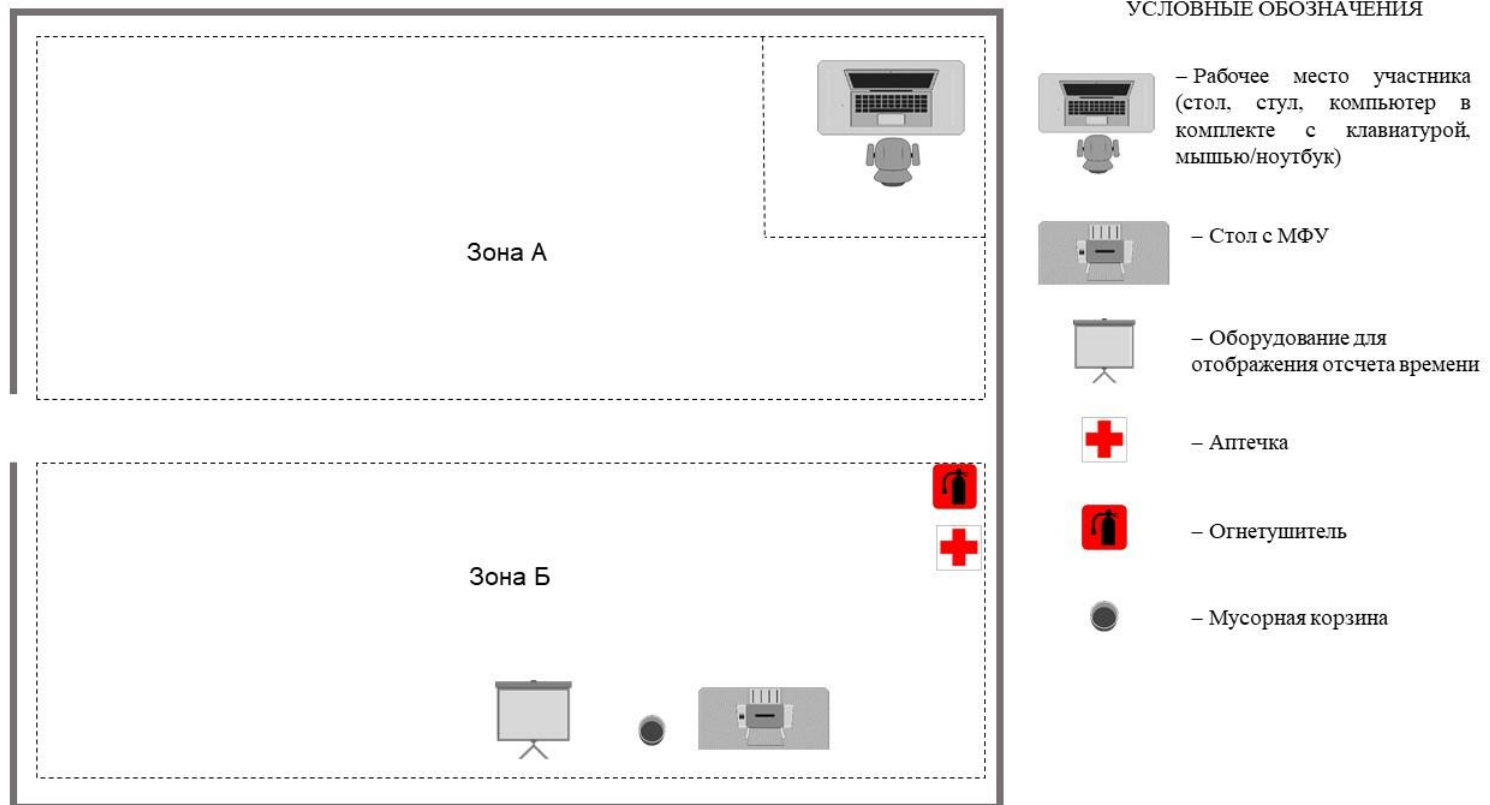 УСЛОВНЫЕ ОБОЗНАЧЕНИЯ
– Рабочее место участника
(стол, стул, компьютер в
комплекте с клавиатурой,
мышью/ноутбук)
– Стол с МФУ
– Оборудование для
отображения отсчета времени
– Аптечка
– Огнетушитель
– Мусорная корзина
Зона А
Зона Б